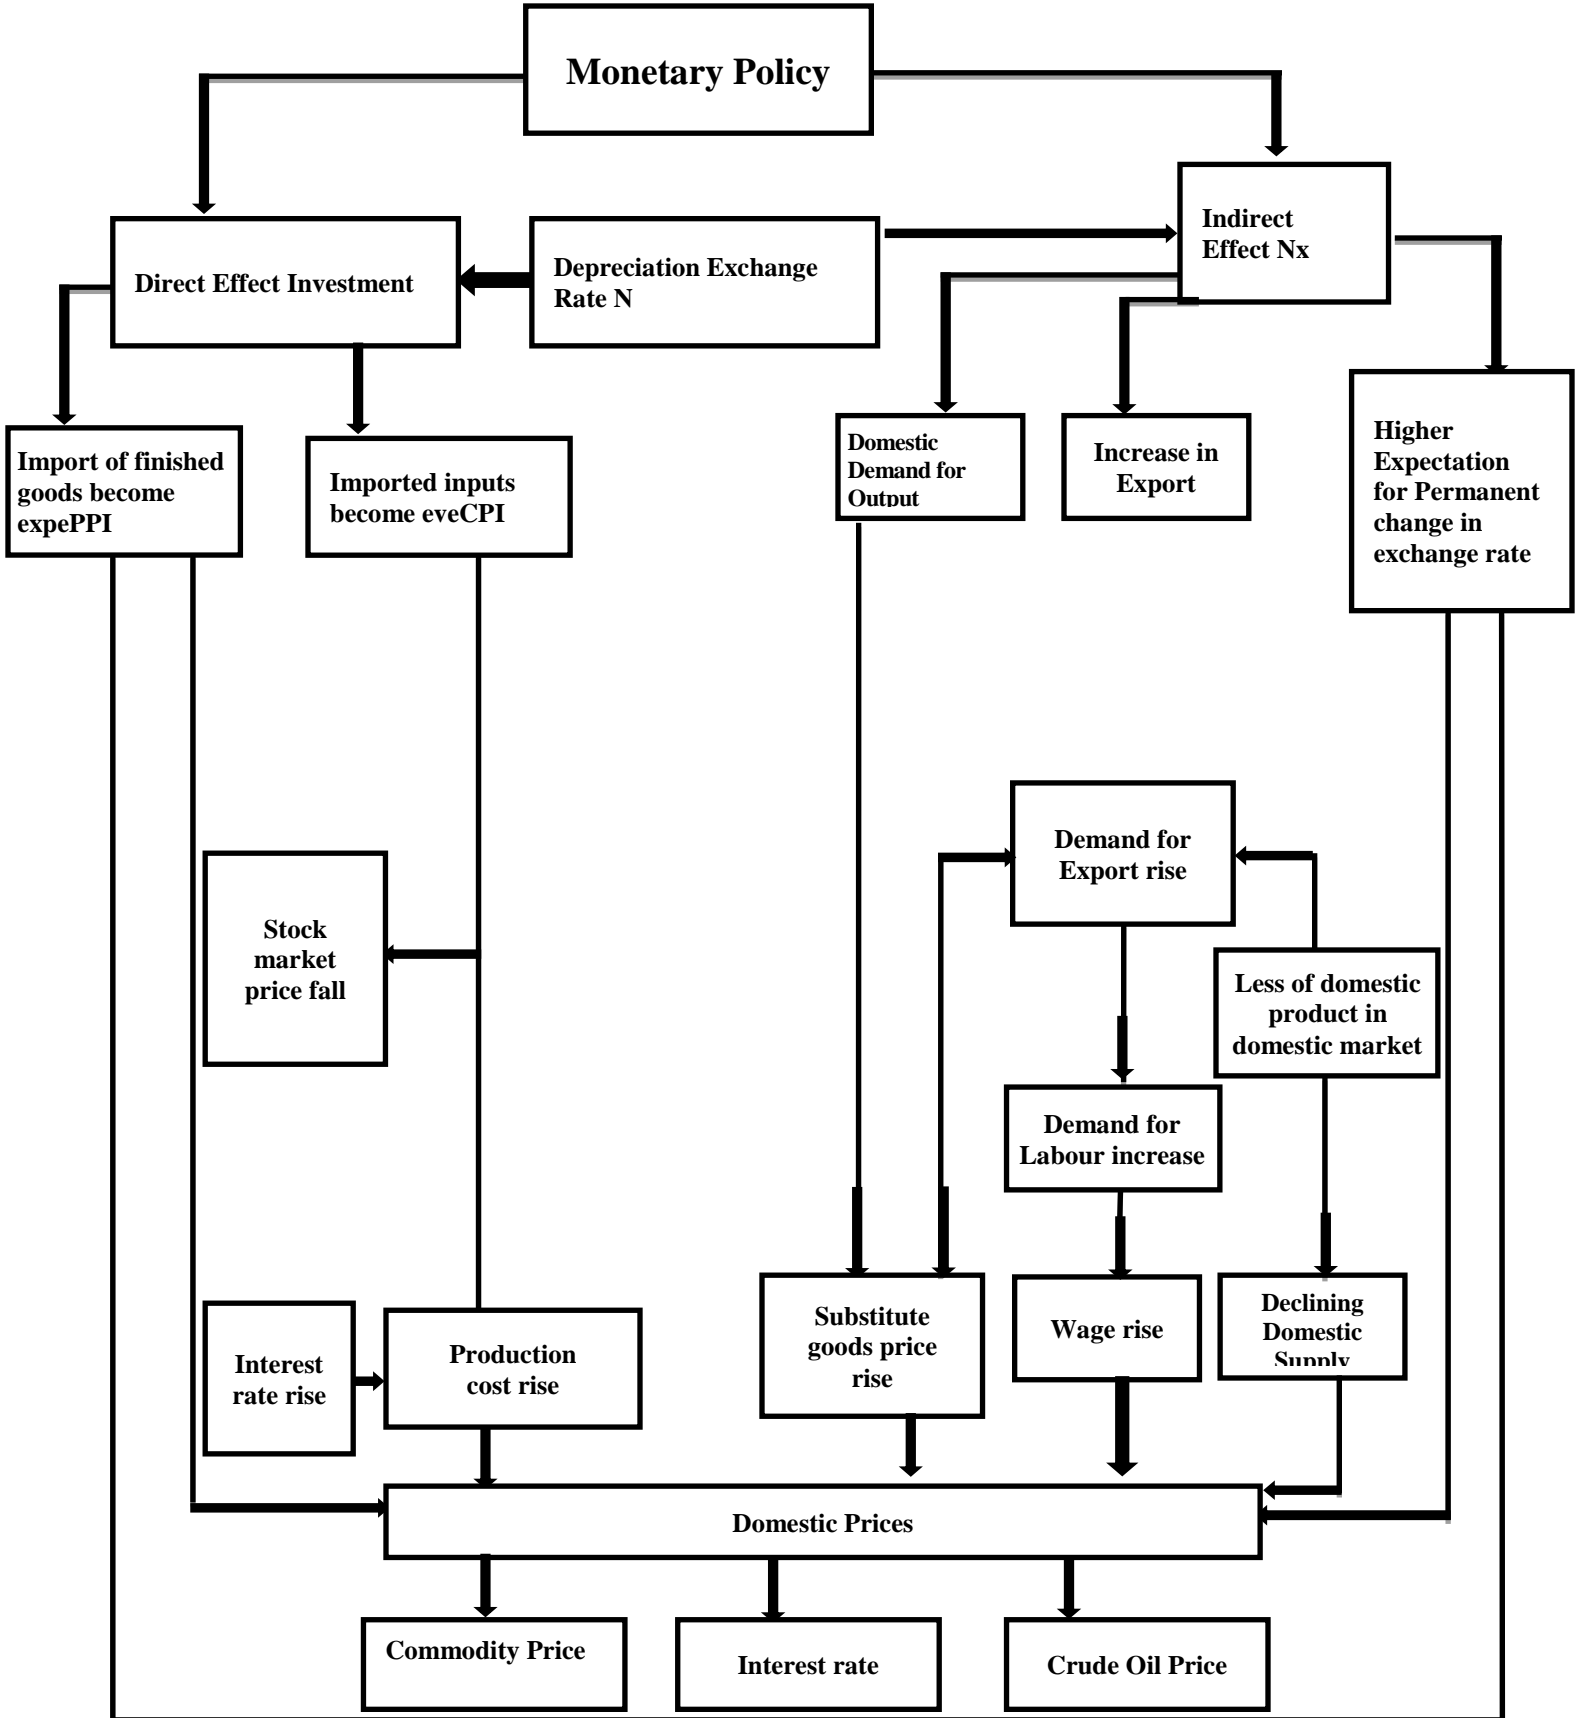 Monetary Policy
Direct Effect Investment
Depreciation Exchange
Rate N
Indirect
Effect Nx
Import of finished
goods become
expePPI
Imported inputs
become eveCPI
Domestic
Demand for
Output
Increase in
Export
Higher
Expectation
for Permanent
change in
exchange rate
Stock
market
price fall
Demand for
Export rise
Less of domestic
product in
domestic market
Demand for
Labour increase
Interest
rate rise
Production
cost rise
Substitute
goods price
rise
Wage rise
Declining
Domestic
Supply
Domestic Prices
Commodity Price
Interest rate
Crude Oil Price